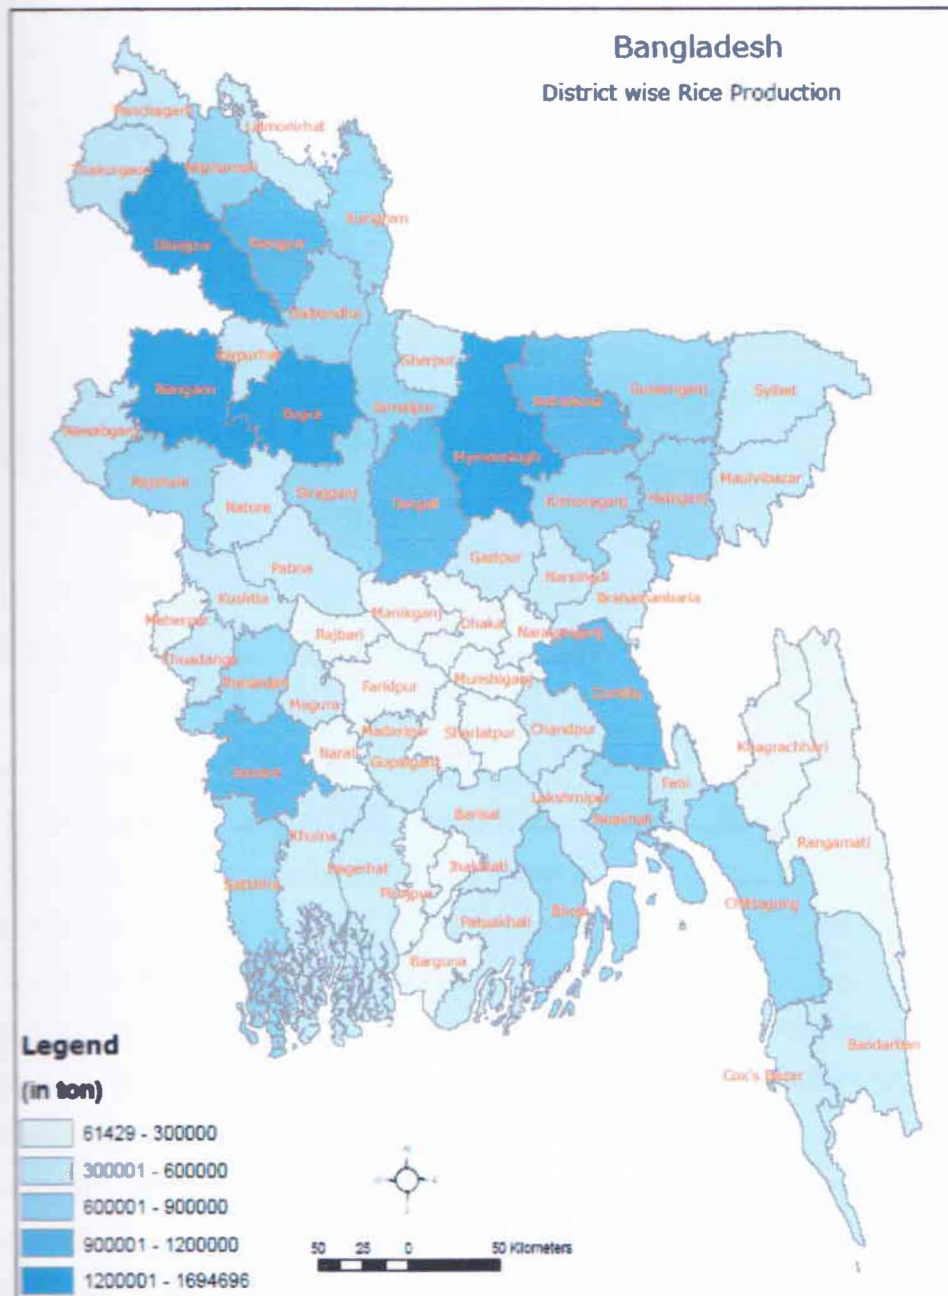 Bangladesh
District wise Rice Production
Panchagarh
Lalmonirhat
Thakurgaon
Nilphamari
Kurigram
Dinajpur
Rangpur
Gaibandha
Sherpur
Naogaon
Bogra
Jamalpur
Netrokona
Sunamganj
Sylhet
Nawabganj
Mymensingh
Maulvibazar
Rajshahi
Natore
Sirajganj
Tangail
Kishoreganj
Habiganj
Pabna
Gazipur
Narsingdi
Kushtia
Brahamanbaria
Meherpur
Manikganj
Dhaka
Rajbari
Narayanganj
Chuadanga
Jhenaidah
Faridpur
Munshiganj
Magura
Comilla
Madaripur
Shariatpur
Chandpur
Narail
Gopalganj
Khagrachhari
Jessore
Feni
Barisal
Lakshmipur
Noakhali
Khulna
Rangamati
Bagerhat
Jhalokati
Satkhira
Pirojpur
Bhola
Chittagong
Patuakhali
Barguna
Bandarban
Cox's Bazar
Legend
(in ton)
61429 - 300000
300001 - 600000
600001 - 900000
900001 - 1200000
1200001 - 1694696
50 25 0 50 Kilometers